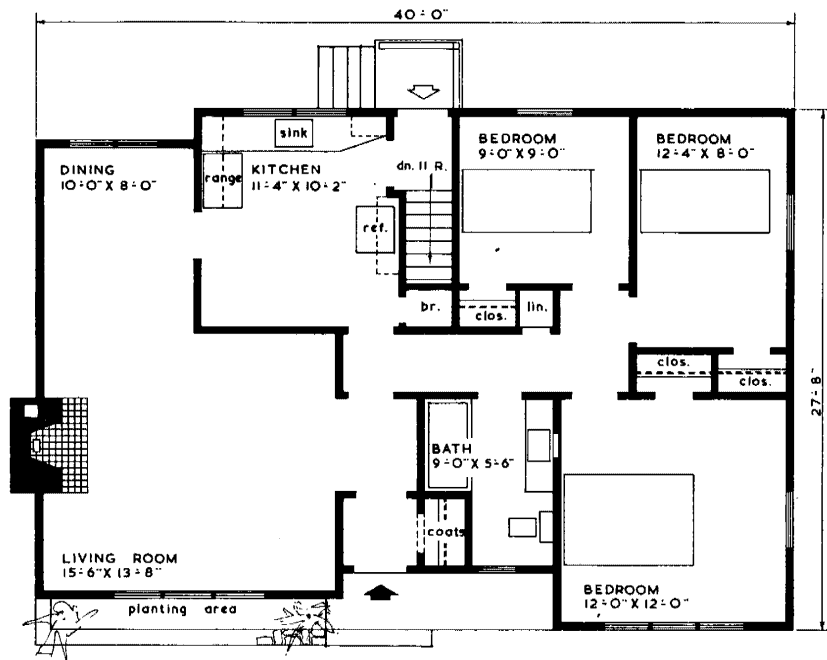 40-0"
sink
DINING
10-0" X 8-0"
range
KITCHEN
11-4" X 10-2"
dn. 11 R.
BEDROOM
9-0" X 9-0"
BEDROOM
12-4" X 8-0"
ref.
br.
clos.
lin.
clos.
clos.
27-8"
BATH
9-0" X 5-6"
coats
LIVING ROOM
15-6" X 13-8"
BEDROOM
12-0" X 12-0"
planting area